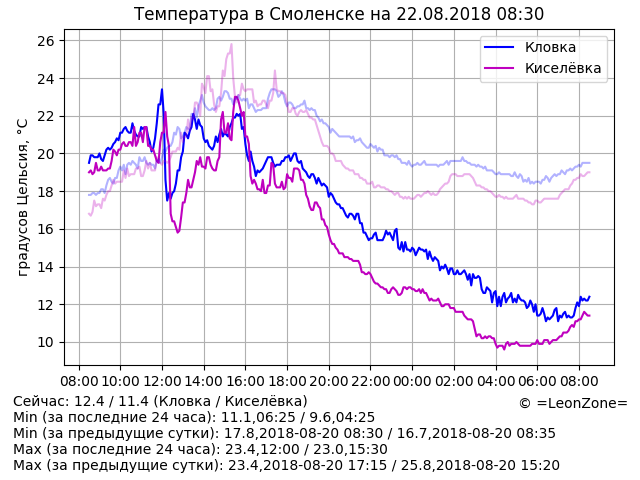 Температура в Смоленске на 22.08.2018 08:30
Кловка
Киселёвка
градусов Цельсия, °C
26
24
22
20
18
16
14
12
10
08:00 10:00 12:00 14:00 16:00 18:00 20:00 22:00 00:00 02:00 04:00 06:00 08:00
Сейчас: 12.4 / 11.4 (Кловка / Киселёвка)
© =LeonZone=
Min (за последние 24 часа): 11.1,06:25 / 9.6,04:25
Min (за предыдущие сутки): 17.8,2018-08-20 08:30 / 16.7,2018-08-20 08:35
Max (за последние 24 часа): 23.4,12:00 / 23.0,15:30
Max (за предыдущие сутки): 23.4,2018-08-20 17:15 / 25.8,2018-08-20 15:20